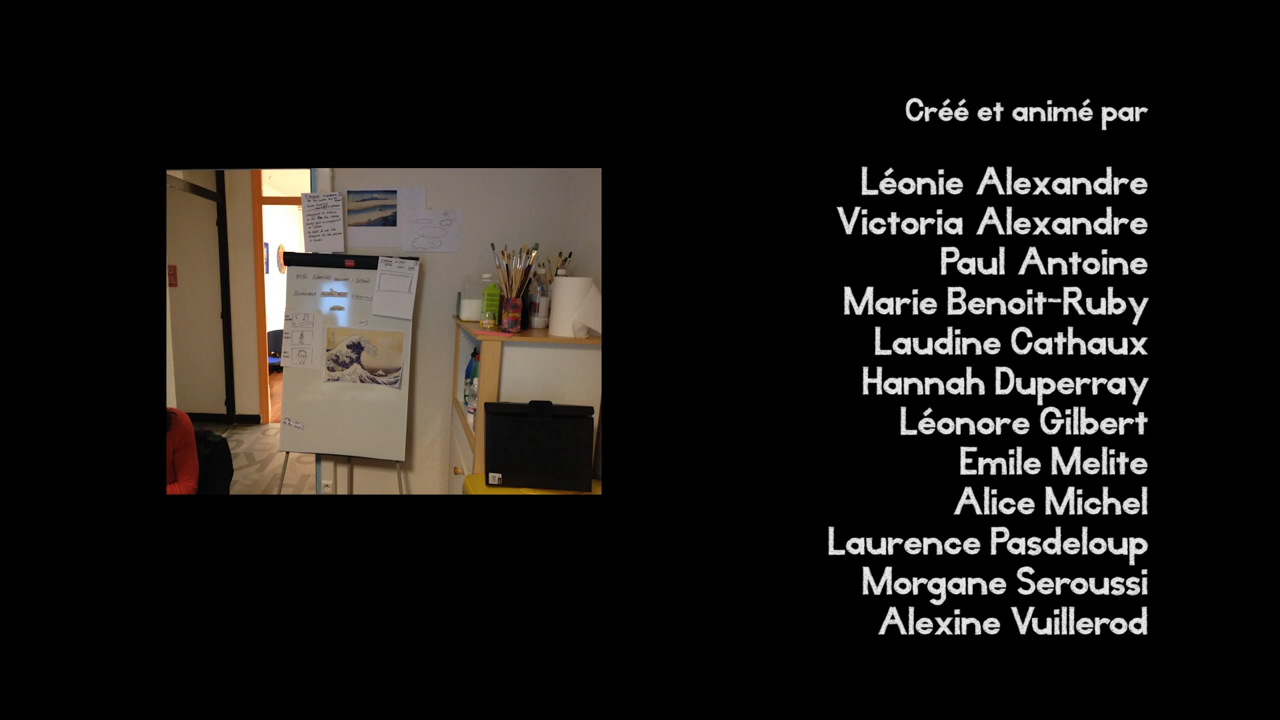 Créé et animé par
Léonie Alexandre
Victoria Alexandre
Paul Antoine
Marie Benoit-Ruby
Laudine Cathaux
Hannah Duperray
Léonore Gilbert
Emile Melite
Alice Michel
Laurence Pasdeloup
Morgane Seroussi
Alexine Vuillerod